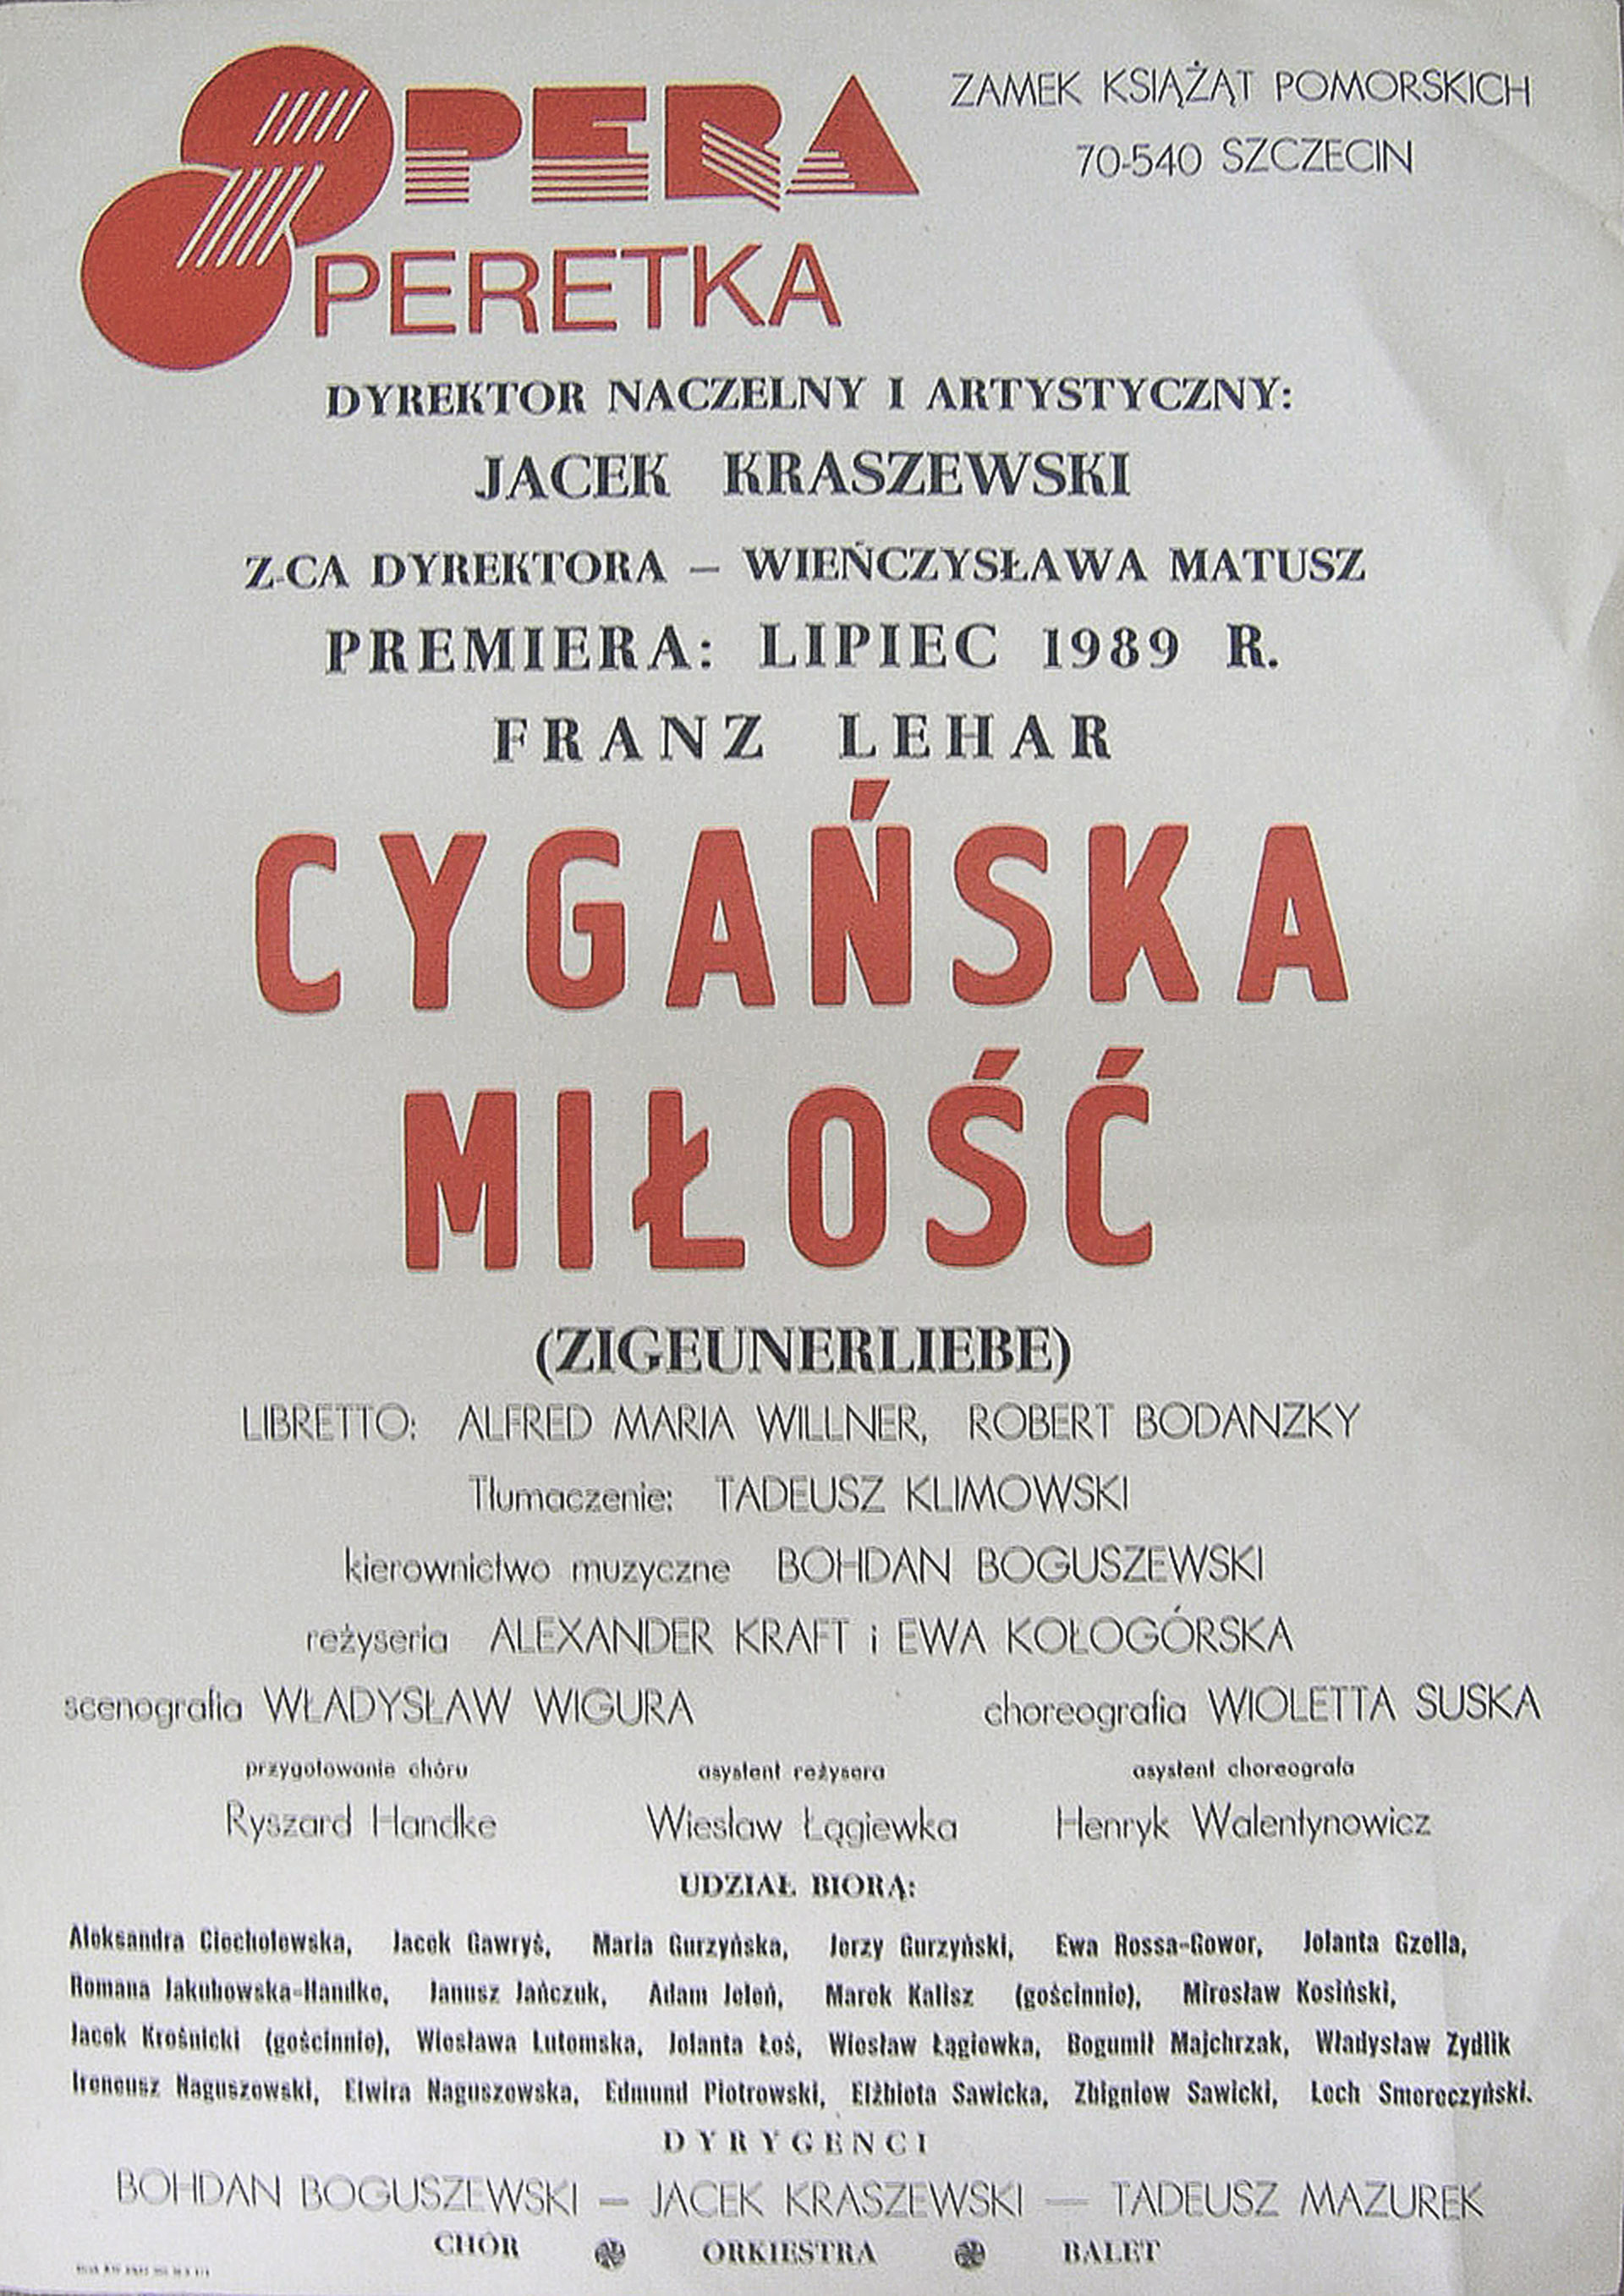 OPERA
OPERETKA
ZAMEK KSIĄŻĄT POMORSKICH
70-540 SZCZECIN
DYREKTOR NACZELNY I ARTYSTYCZNY:
JACEK KRASZEWSKI
Z-CA DYREKTORA – WIEŃCZYSŁAWA MATUSZ
PREMIERA: LIPIEC 1989 R.
FRANZ LEHAR
CYGAŃSKA
MIŁOŚĆ
(ZIGEUNERLIEBE)
LIBRETTO: ALFRED MARIA WILLNER, ROBERT BODANZKY
Tłumaczenie: TADEUSZ KLIMOWSKI
kierownictwo muzyczne BOHDAN BOGUSZEWSKI
reżyseria ALEXANDER KRAFT i EWA KOŁOGÓRSKA
scenografia WŁADYSŁAW WIGURA choreografia WIOLETTA SUSKA
przygotowanie chóru asystent reżysera asystent choreografa
Ryszard Handke Wiesław Łągiewka Henryk Walentynowicz
UDZIAŁ BIORĄ:
Aleksandra Ciecholewska, Jacek Gawryś, Maria Gurzyńska, Jerzy Gurzyński, Ewa Rossa-Gowor, Jolanta Gzella,
Romana Jakubowska-Handke, Janusz Jańczuk, Adam Jeleń, Marek Kalisz (gościnnie), Mirosław Kosiński,
Jacek Krośnicki (gościnnie), Wiesława Lutomska, Jolanta Łoś, Wiesław Łągiewka, Bogumił Majchrzak, Władysław Zydlik
Ireneusz Naguszewski, Elwira Naguszewska, Edmund Piotrowski, Elżbieta Sawicka, Zbigniew Sawicki, Lech Smereczyński.
DYRYGENCI
BOHDAN BOGUSZEWSKI — JACEK KRASZEWSKI — TADEUSZ MAZUREK
CHÓR ORKIESTRA BALET